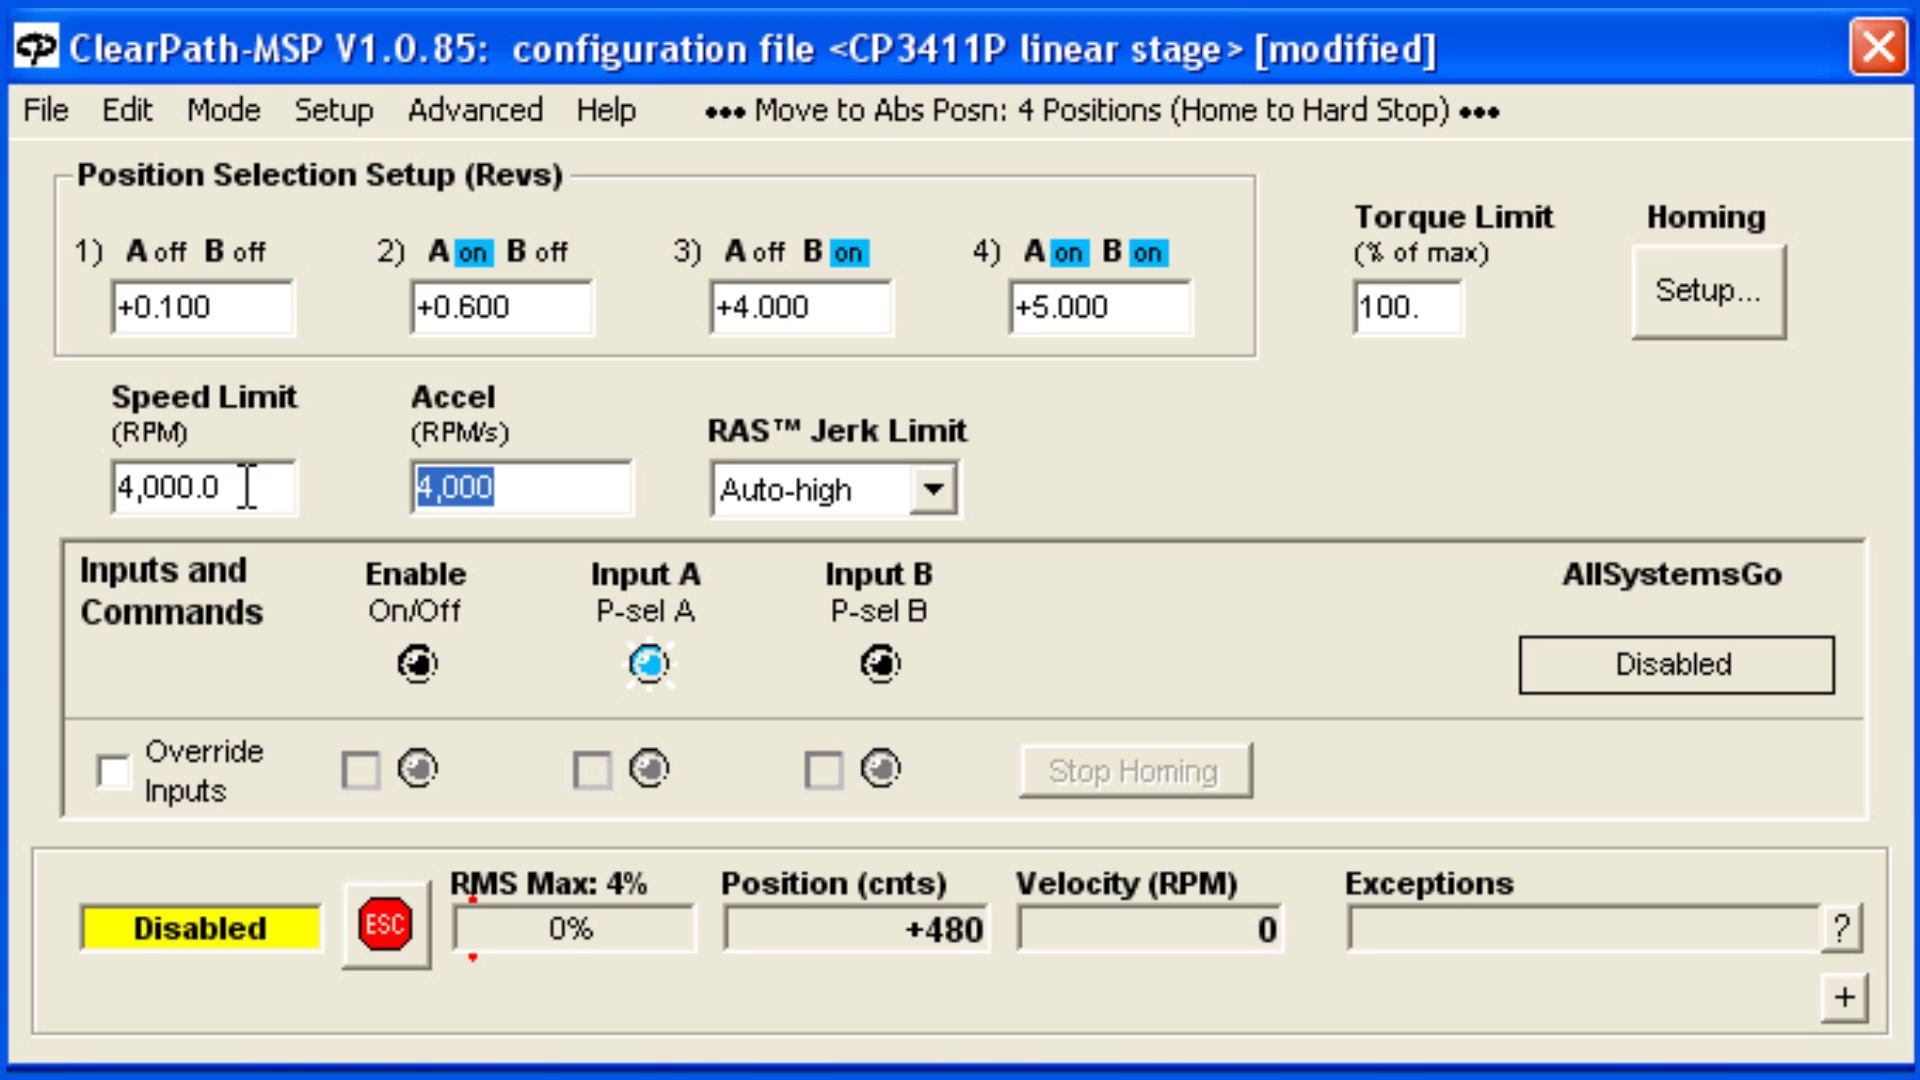 ClearPath-MSP V1.0.85: configuration file <CP3411P linear stage> [modified]
File Edit Mode Setup Advanced Help ••• Move to Abs Posn: 4 Positions (Home to Hard Stop) •••
Position Selection Setup (Revs)
1) A off B off 2) A on B off 3) A off B on 4) A on B on
+0.100 +0.600 +4.000 +5.000
Torque Limit
(% of max)
100.
Homing
Setup...
Speed Limit
(RPM)
4,000.0
Accel
(RPM/s)
4,000
RAS™ Jerk Limit
Auto-high
Inputs and
Commands
Enable
On/Off
Input A
P-sel A
Input B
P-sel B
AllSystemsGo
Disabled
Override
Inputs
Stop Homing
Disabled
ESC
RMS Max: 4%
0%
Position (cnts)
+480
Velocity (RPM)
0
Exceptions
?
+